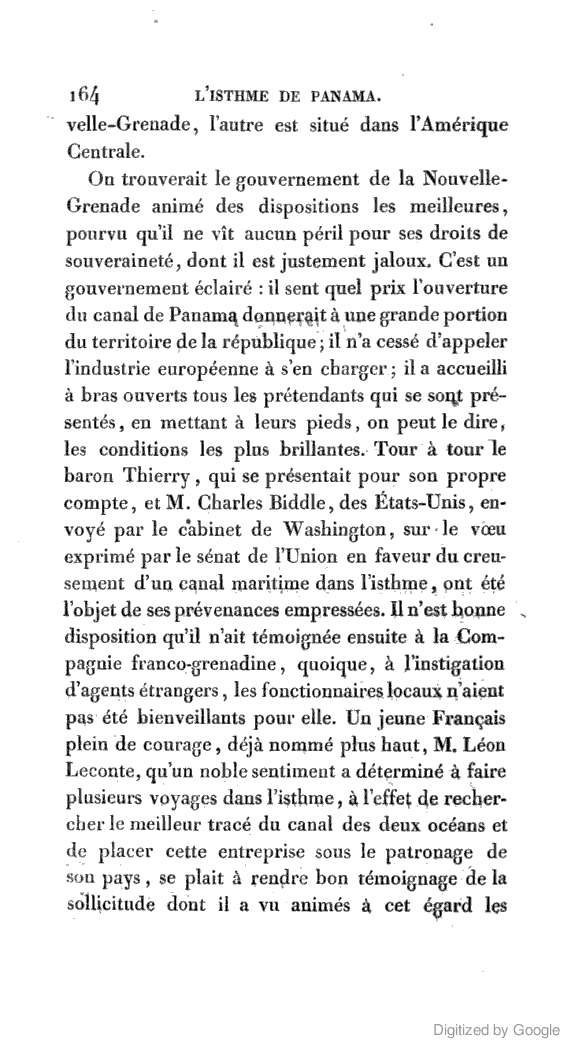 164 L'ISTHME DE PANAMA.
velle-Grenade, l'autre est situé dans l'Amérique
Centrale.
On trouverait le gouvernement de la Nouvelle-
Grenade animé des dispositions les meilleures,
pourvu qu'il ne vît aucun péril pour ses droits de
souveraineté, dont il est justement jaloux. C'est un
gouvernement éclairé : il sent quel prix l'ouverture
du canal de Panama donnerait à une grande portion
du territoire de la république ; il n'a cessé d'appeler
l'industrie européenne à s'en charger ; il a accueilli
à bras ouverts tous les prétendants qui se sont pré-
sentés, en mettant à leurs pieds, on peut le dire,
les conditions les plus brillantes. Tour à tour le
baron Thierry, qui se présentait pour son propre
compte, et M. Charles Biddle, des États-Unis, en-
voyé par le cabinet de Washington, sur le vœu
exprimé par le sénat de l'Union en faveur du creu-
sement d'un canal maritime dans l'isthme, ont été
l'objet de ses prévenances empressées. Il n'est bonne
disposition qu'il n'ait témoignée ensuite à la Com-
pagnie franco-grenadine, quoique, à l'instigation
d'agents étrangers, les fonctionnaires locaux n'aient
pas été bienveillants pour elle. Un jeune Français
plein de courage, déjà nommé plus haut, M. Léon
Leconte, qu'un noble sentiment a déterminé à faire
plusieurs voyages dans l'isthme, à l'effet de recher-
cher le meilleur tracé du canal des deux océans et
de placer cette entreprise sous le patronage de
son pays, se plait à rendre bon témoignage de la
sollicitude dont il a vu animés à cet égard les
Digitized by Google